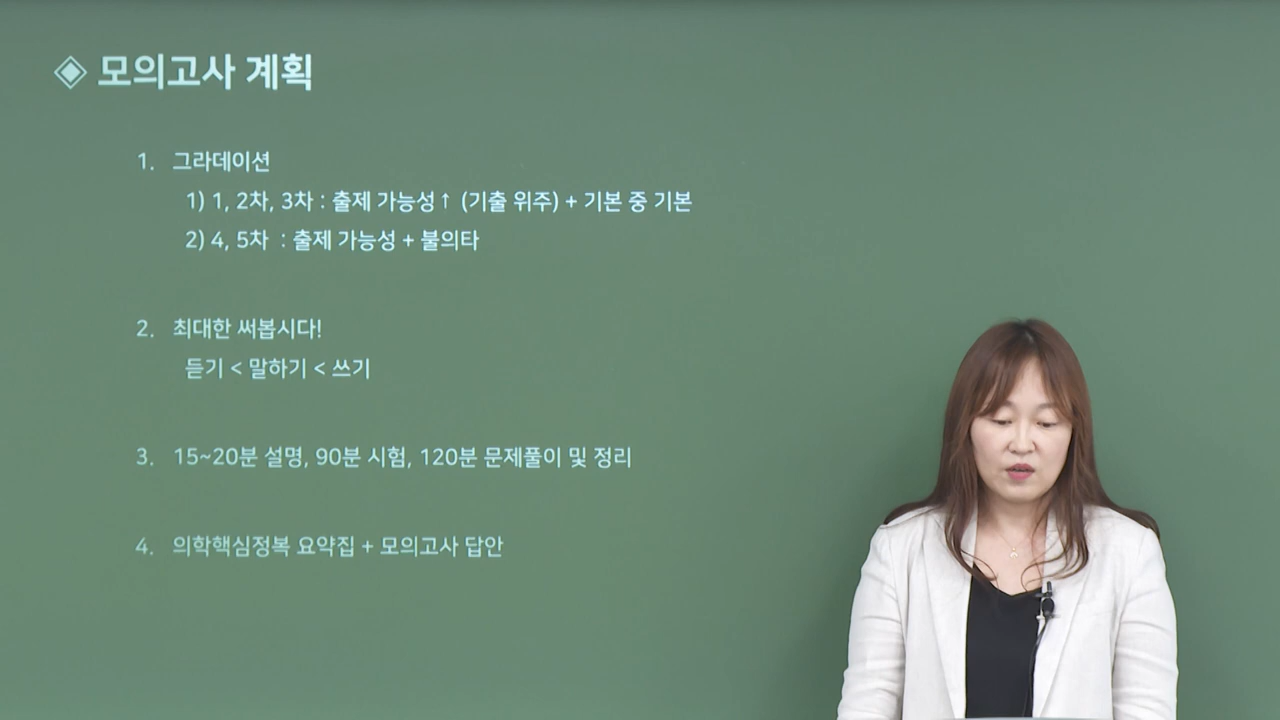 ◈ 모의고사 계획
1. 그라데이션
1) 1, 2차, 3차 : 출제 가능성↑ (기출 위주) + 기본 중 기본
2) 4, 5차 : 출제 가능성 + 불의타
2. 최대한 써봅시다!
듣기 < 말하기 < 쓰기
3. 15~20분 설명, 90분 시험, 120분 문제풀이 및 정리
4. 의학핵심정복 요약집 + 모의고사 답안